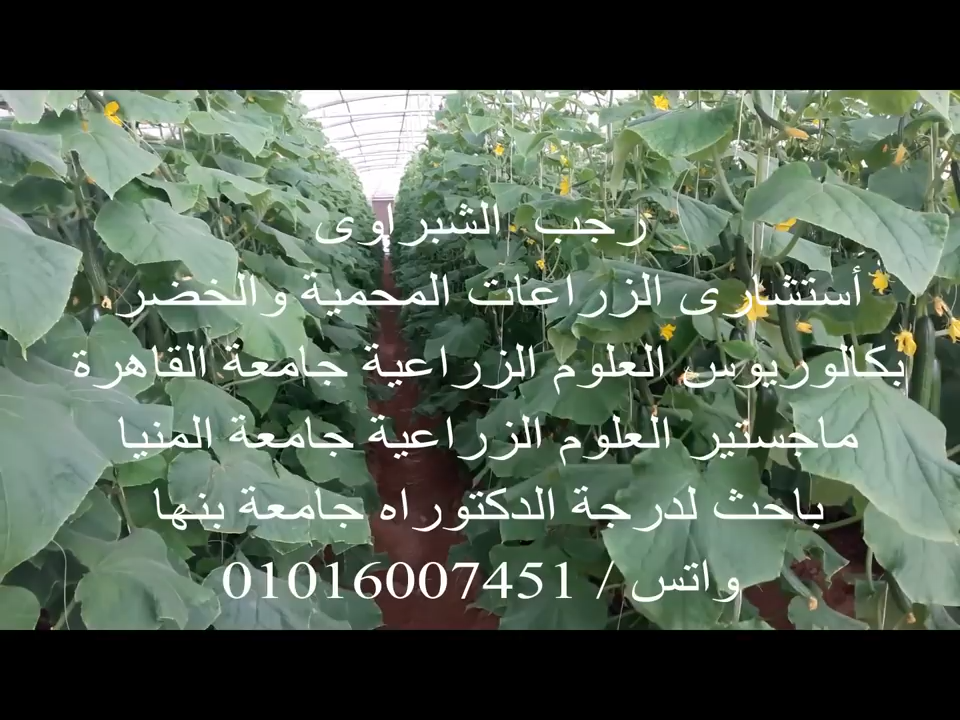 رجب الشبراوى
أستشارى الزراعات المحمية والخضر
بكالوريوس العلوم الزراعية جامعة القاهرة
ماجستير العلوم الزراعية جامعة المنيا
باحث لدرجة الدكتوراه جامعة بنها
واتس / 01016007451